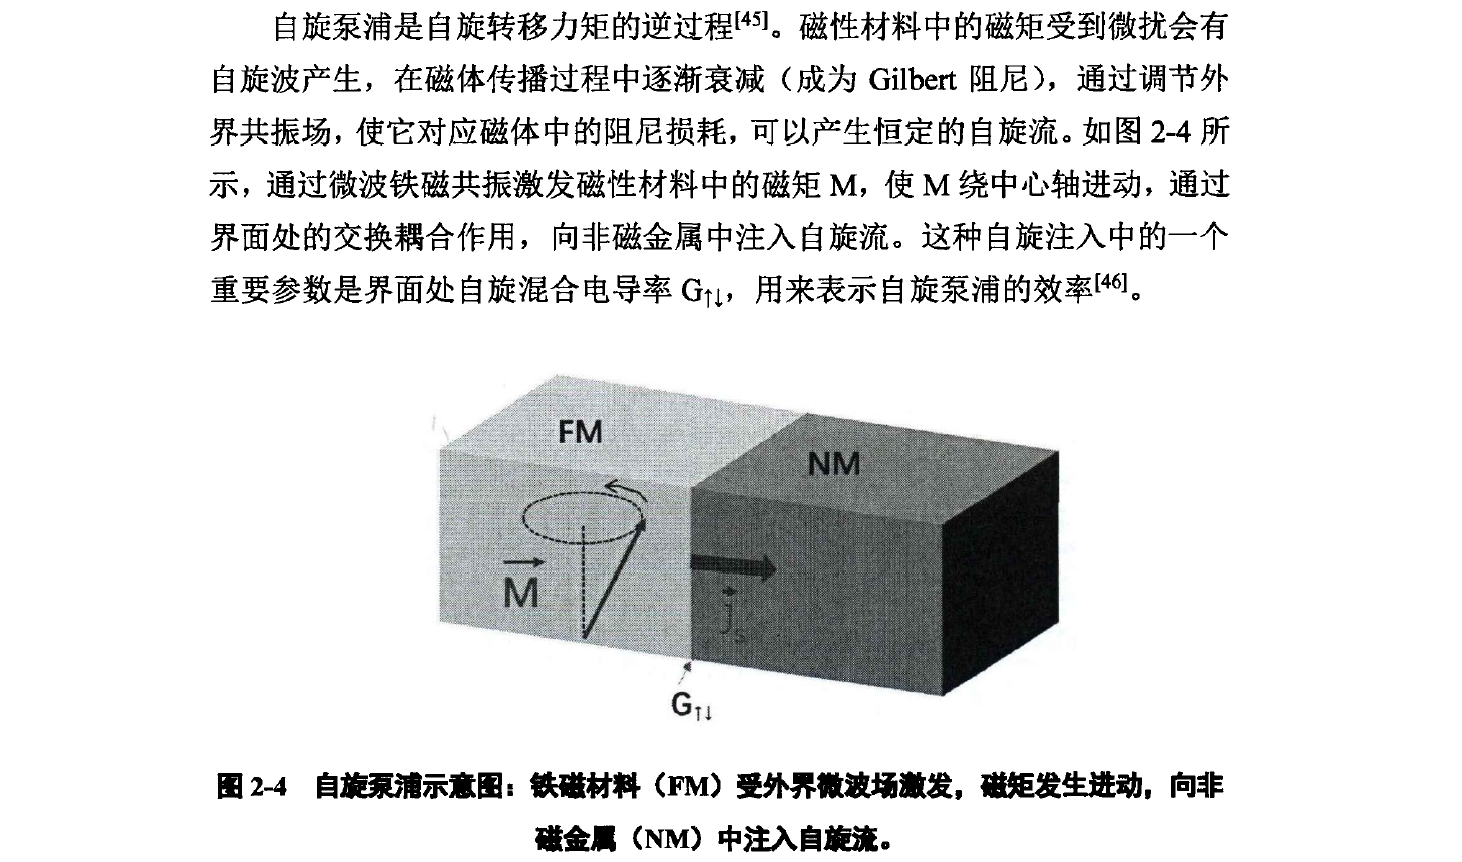 自旋泵浦是自旋转移力矩的逆过程[45]。磁性材料中的磁矩受到微扰会有
自旋波产生，在磁体传播过程中逐渐衰减（成为 Gilbert 阻尼），通过调节外
界共振场，使它对应磁体中的阻尼损耗，可以产生恒定的自旋流。如图 2-4 所
示，通过微波铁磁共振激发磁性材料中的磁矩 M，使 M 绕中心轴进动，通过
界面处的交换耦合作用，向非磁金属中注入自旋流。这种自旋注入中的一个
重要参数是界面处自旋混合电导率 G↑↓，用来表示自旋泵浦的效率[46]。
FM
NM
M
js
G↑↓
图 2-4 自旋泵浦示意图：铁磁材料（FM）受外界微波场激发，磁矩发生进动，向非
磁金属（NM）中注入自旋流。